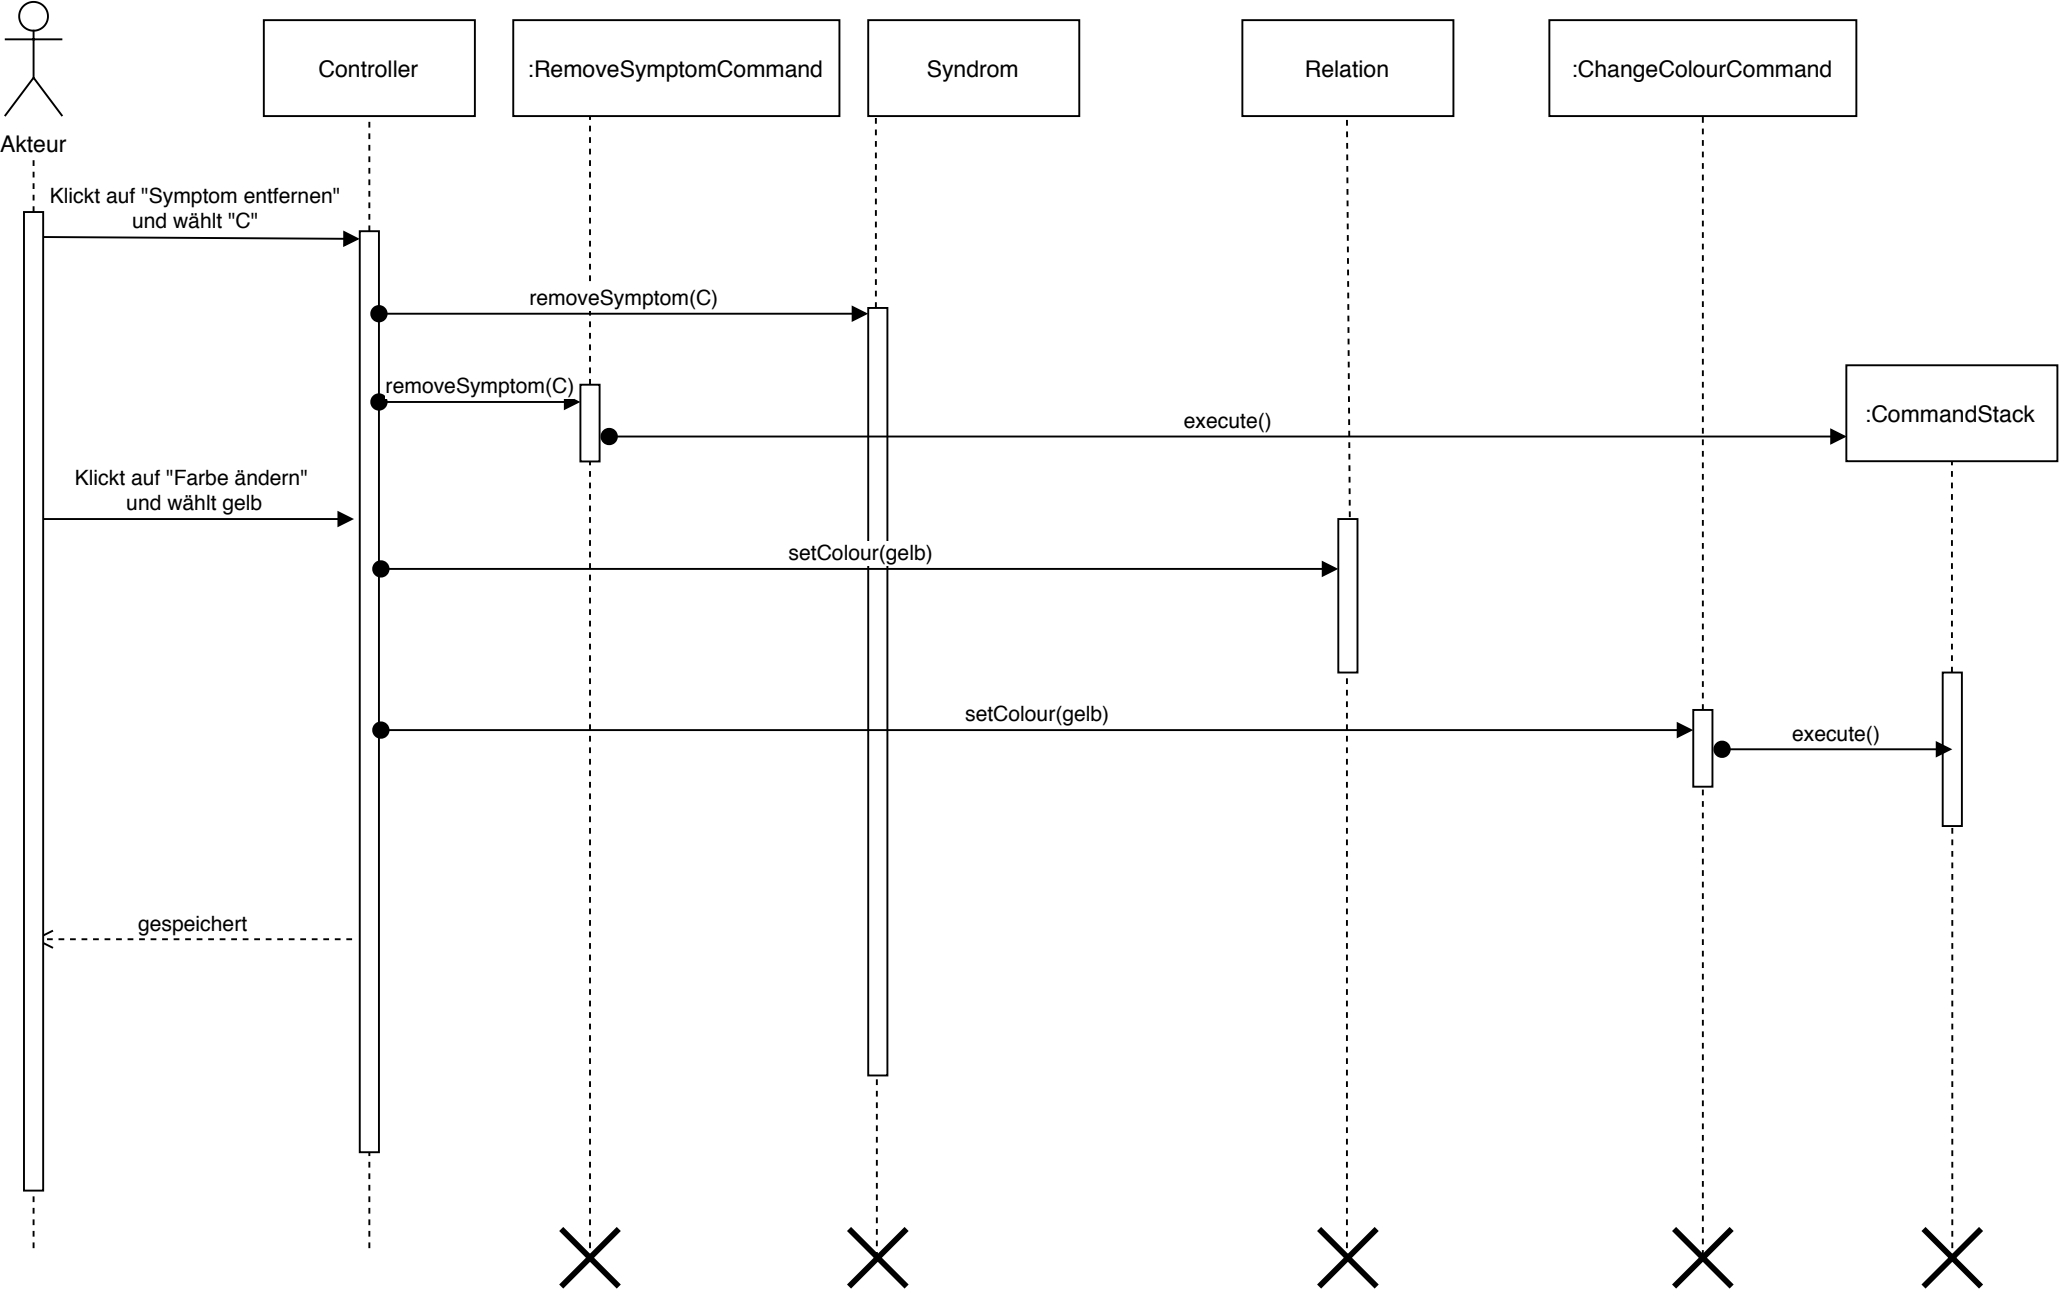 Akteur
Controller
:RemoveSymptomCommand
Syndrom
Relation
:ChangeColourCommand
Klickt auf "Symptom entfernen"
und wählt "C"
removeSymptom(C)
removeSymptom(C)
execute()
:CommandStack
Klickt auf "Farbe ändern"
und wählt gelb
setColour(gelb)
setColour(gelb)
execute()
gespeichert